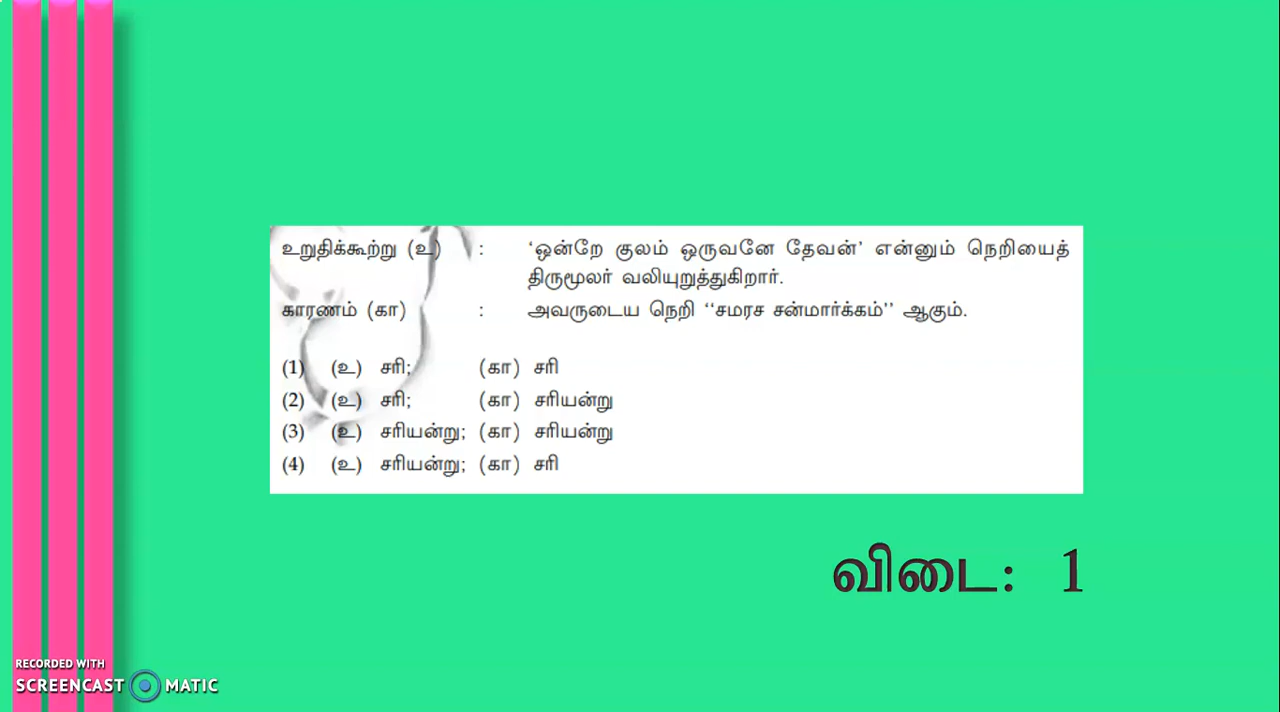 உறுதிக்கூற்று (உ) : ‘ஒன்றே குலம் ஒருவனே தேவன்’ என்னும் நெறியைத்
திருமூலர் வலியுறுத்துகிறார்.
காரணம் (கா) : அவருடைய நெறி “சமரச சன்மார்க்கம்” ஆகும்.
(1) (உ) சரி; (கா) சரி
(2) (உ) சரி; (கா) சரியன்று
(3) (உ) சரியன்று; (கா) சரியன்று
(4) (உ) சரியன்று; (கா) சரி
விடை: 1
RECORDED WITH
SCREENCAST MATIC